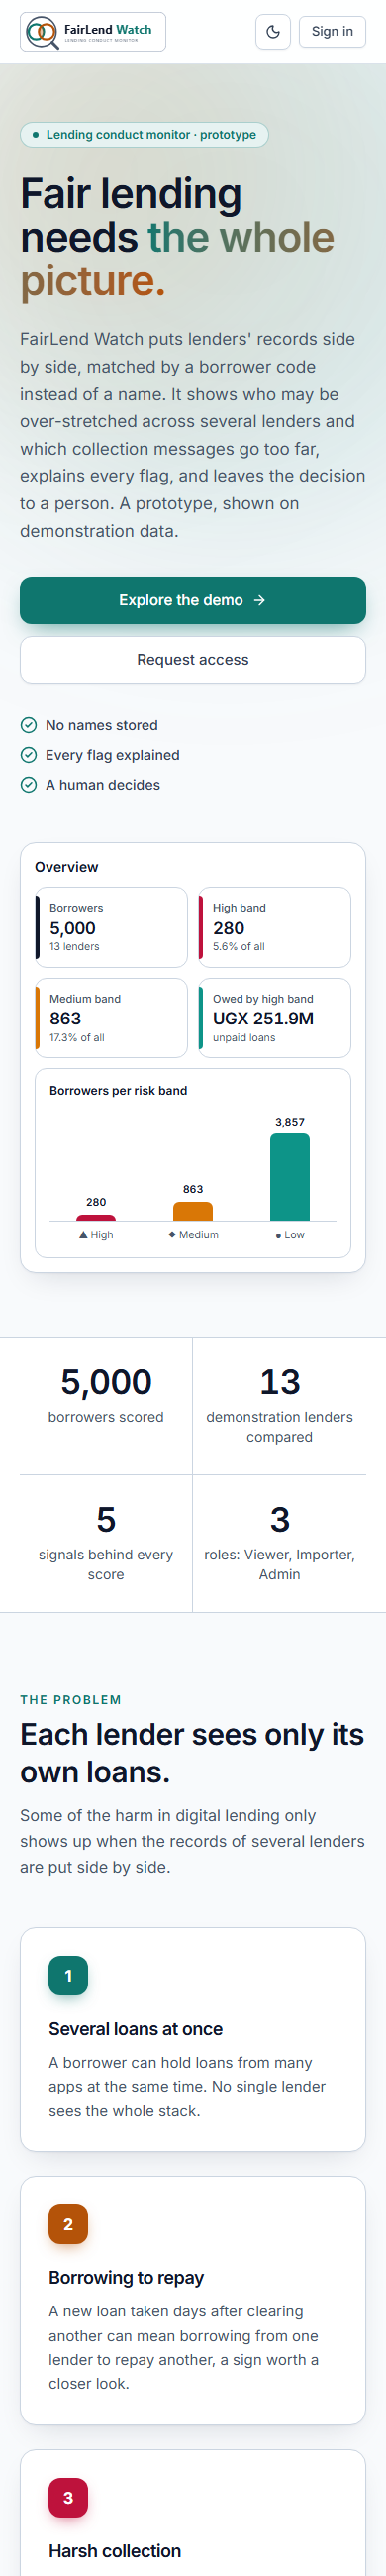 FairLend Watch
LENDING CONDUCT MONITOR
Sign in
Lending conduct monitor · prototype
Fair lending
needs the whole
picture.
FairLend Watch puts lenders' records side
by side, matched by a borrower code
instead of a name. It shows who may be
over-stretched across several lenders and
which collection messages go too far,
explains every flag, and leaves the decision
to a person. A prototype, shown on
demonstration data.
Explore the demo →
Request access
No names stored
Every flag explained
A human decides
Overview
Borrowers
5,000
13 lenders
High band
280
5.6% of all
Medium band
863
17.3% of all
Owed by high band
UGX 251.9M
unpaid loans
Borrowers per risk band
280
863
3,857
▲ High
◆ Medium
● Low
5,000
borrowers scored
13
demonstration lenders
compared
5
signals behind every
score
3
roles: Viewer, Importer,
Admin
THE PROBLEM
Each lender sees only its
own loans.
Some of the harm in digital lending only
shows up when the records of several lenders
are put side by side.
1
Several loans at once
A borrower can hold loans from many
apps at the same time. No single lender
sees the whole stack.
2
Borrowing to repay
A new loan taken days after clearing
another can mean borrowing from one
lender to repay another, a sign worth a
closer look.
3
Harsh collection